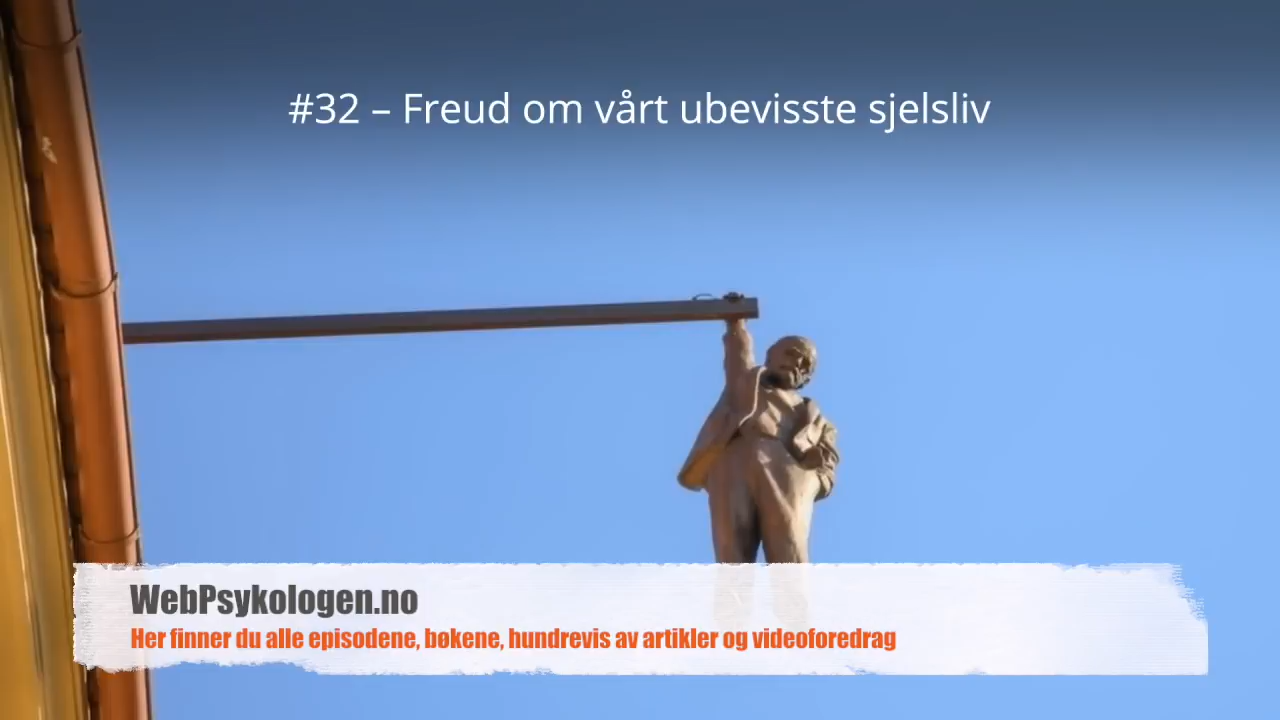 #32 – Freud om vårt ubevisste sjelsliv
WebPsykologen.no
Her finner du alle episodene, bøkene, hundrevis av artikler og videoforedrag